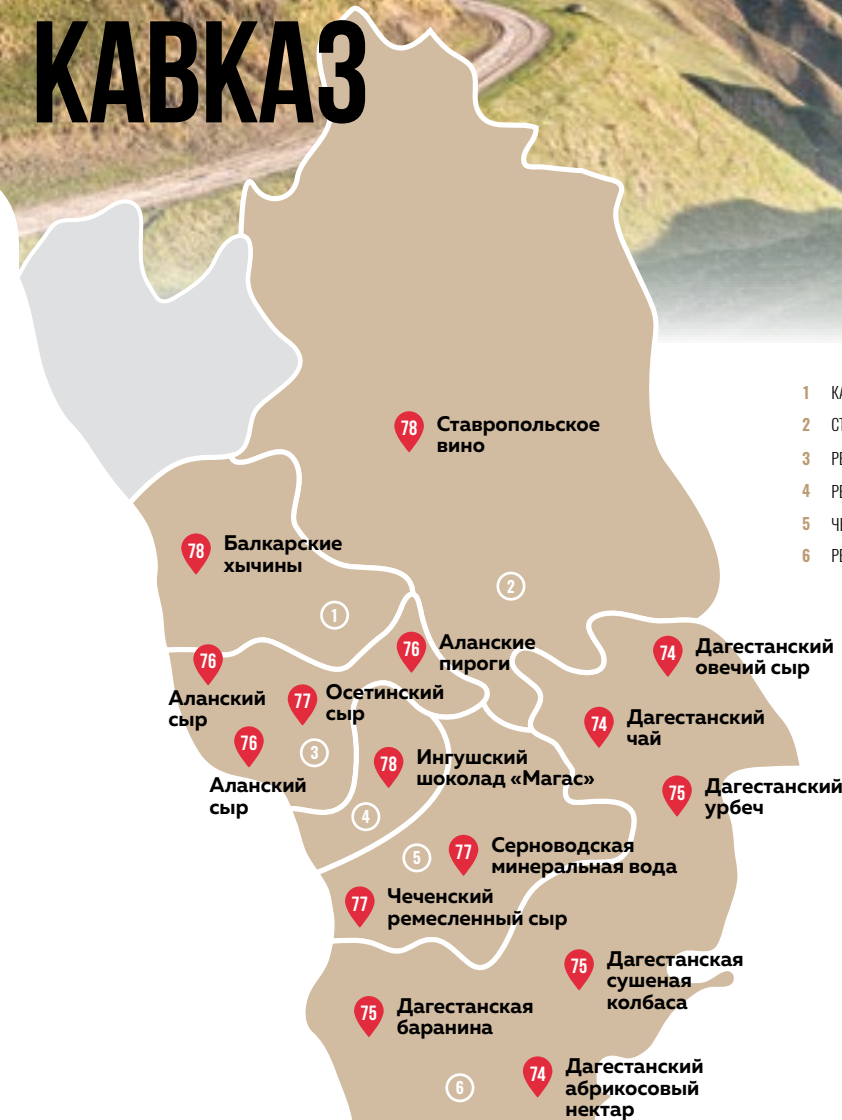 КАВКАЗ
78 Ставропольское
вино
1
2
3
4
5
6
78 Балкарские
хычины
2
1
76 Аланские
пироги
74 Дагестанский
овечий сыр
76
Аланский
сыр
77 Осетинский
сыр
74 Дагестанский
чай
76
Аланский
сыр
3
78 Ингушский
шоколад «Магас»
75 Дагестанский
урбеч
4
5
77 Серноводская
минеральная вода
77 Чеченский
ремесленный сыр
75 Дагестанская
сушеная
колбаса
75 Дагестанская
баранина
74 Дагестанский
абрикосовый
нектар
6